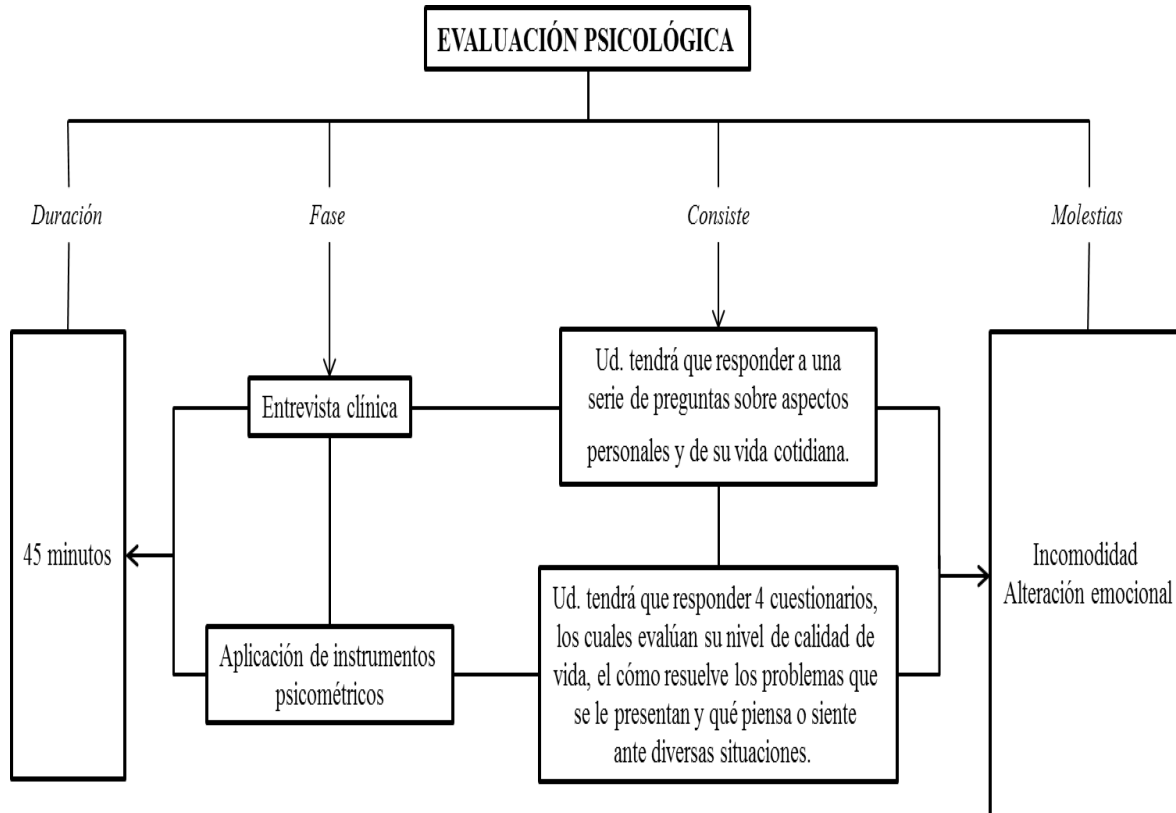 EVALUACIÓN PSICOLÓGICA
Duración
Fase
Consiste
Molestias
45 minutos
Entrevista clínica
Aplicación de instrumentos
psicométricos
Ud. tendrá que responder a una
serie de preguntas sobre aspectos
personales y de su vida cotidiana.
Ud. tendrá que responder 4 cuestionarios,
los cuales evalúan su nivel de calidad de
vida, el cómo resuelve los problemas que
se le presentan y qué piensa o siente
ante diversas situaciones.
Incomodidad
Alteración emocional